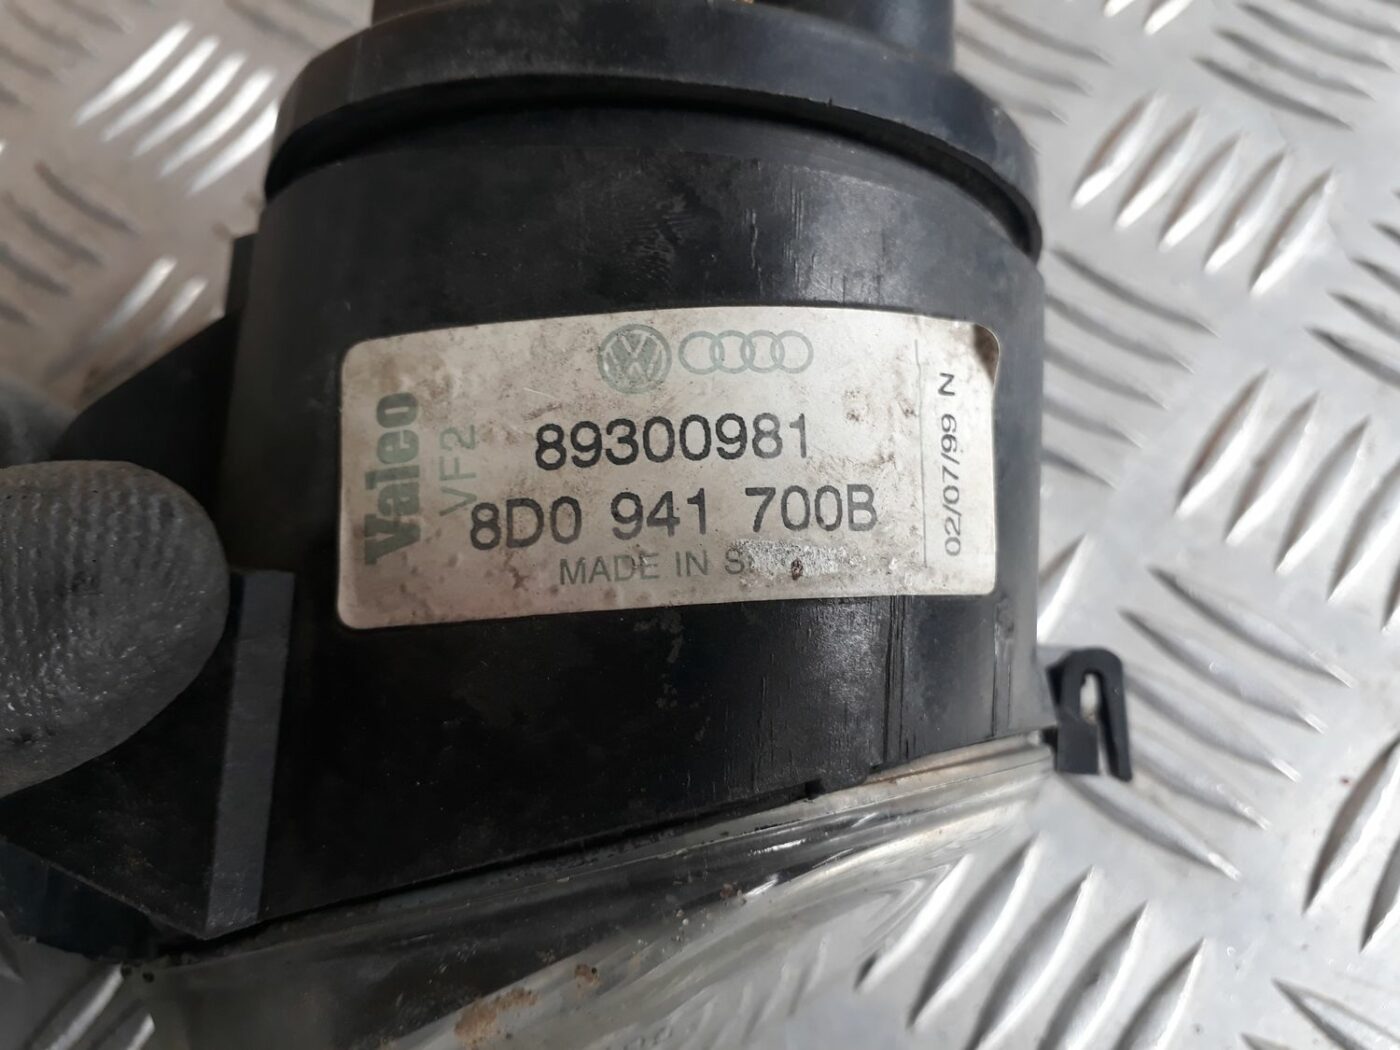 Valeo
VF2
89300981
8D0 941 700B
MADE IN
02/07/99 N